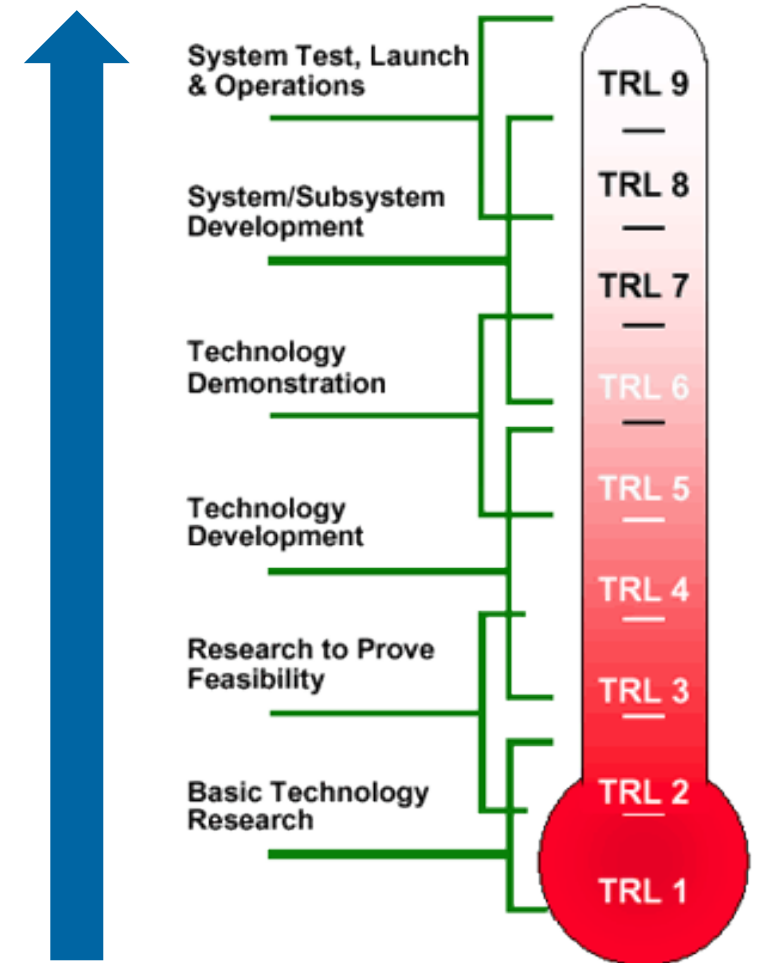 System Test, Launch
& Operations
TRL 9
System/Subsystem
Development
TRL 8
TRL 7
Technology
Demonstration
TRL 6
TRL 5
Technology
Development
TRL 4
Research to Prove
Feasibility
TRL 3
Basic Technology
Research
TRL 2
TRL 1